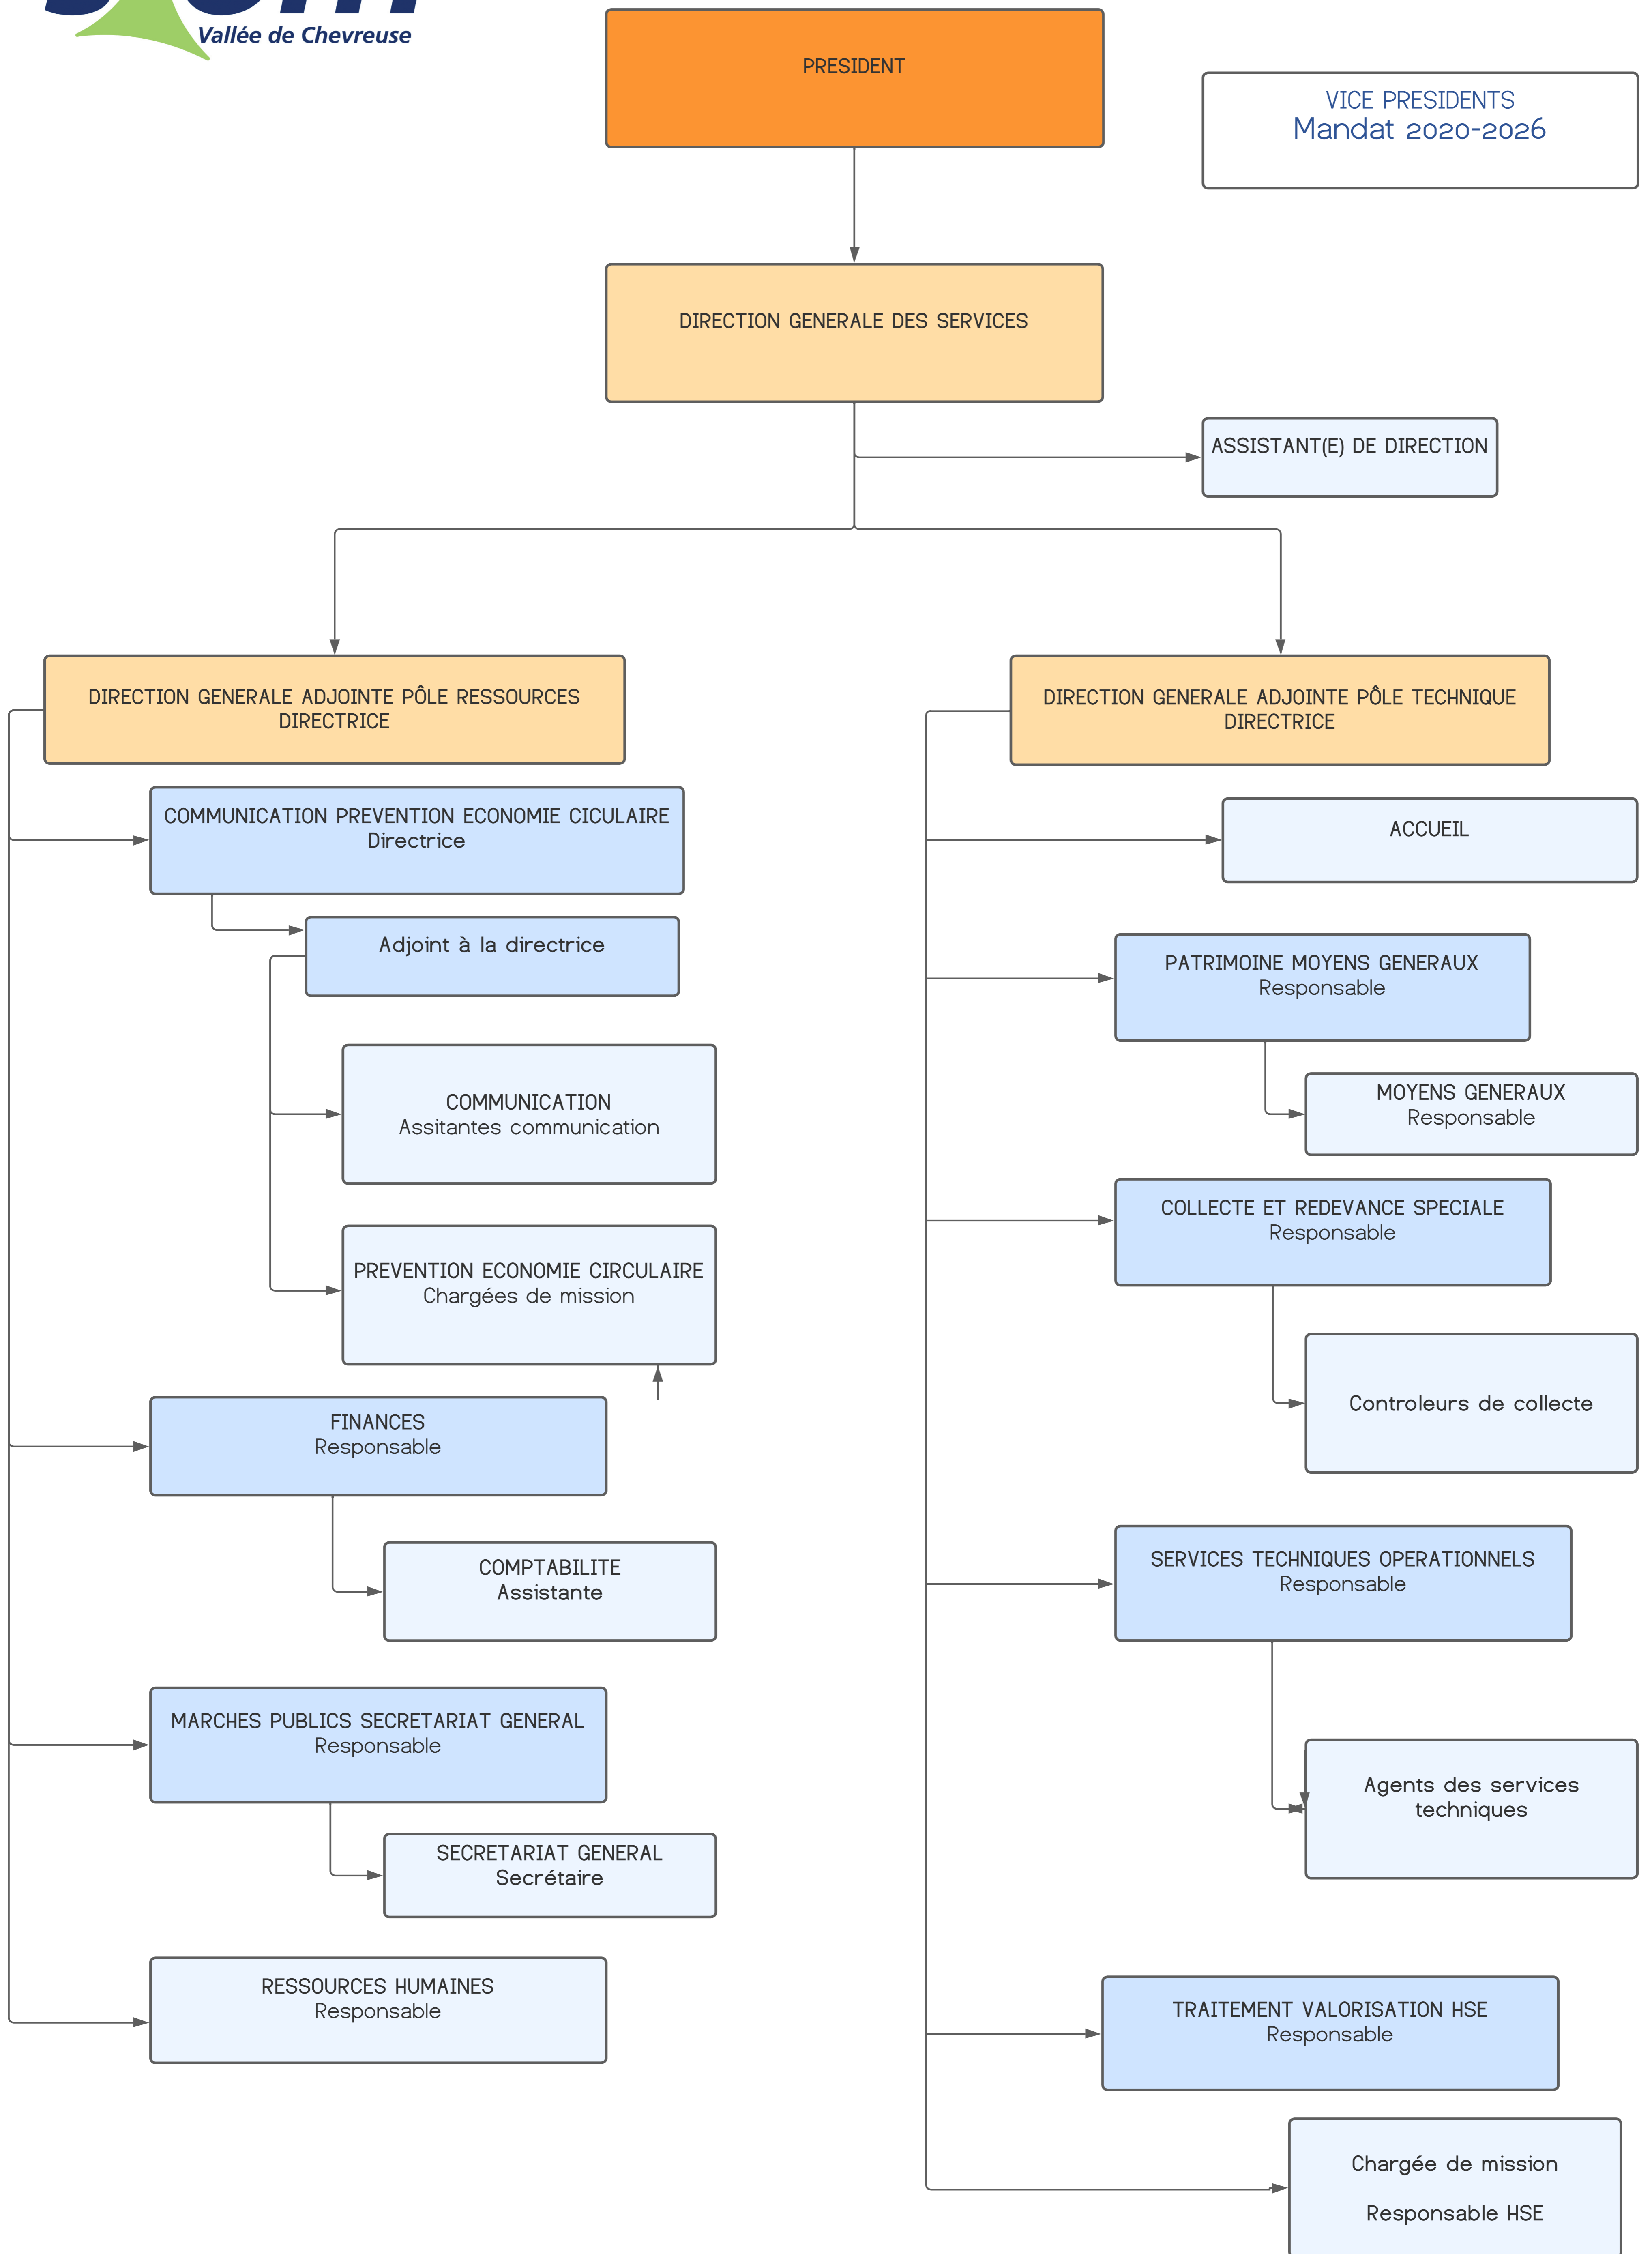 Vallée de Chevreuse
PRESIDENT
VICE PRESIDENTS
Mandat 2020-2026
DIRECTION GENERALE DES SERVICES
ASSISTANT(E) DE DIRECTION
DIRECTION GENERALE ADJOINTE PÔLE RESSOURCES
DIRECTRICE
COMMUNICATION PREVENTION ECONOMIE CICULAIRE
Directrice
Adjoint à la directrice
COMMUNICATION
Assitantes communication
PREVENTION ECONOMIE CIRCULAIRE
Chargées de mission
FINANCES
Responsable
COMPTABILITE
Assistante
MARCHES PUBLICS SECRETARIAT GENERAL
Responsable
SECRETARIAT GENERAL
Secrétaire
RESSOURCES HUMAINES
Responsable
DIRECTION GENERALE ADJOINTE PÔLE TECHNIQUE
DIRECTRICE
ACCUEIL
PATRIMOINE MOYENS GENERAUX
Responsable
MOYENS GENERAUX
Responsable
COLLECTE ET REDEVANCE SPECIALE
Responsable
Controleurs de collecte
SERVICES TECHNIQUES OPERATIONNELS
Responsable
Agents des services
techniques
TRAITEMENT VALORISATION HSE
Responsable
Chargée de mission
Responsable HSE